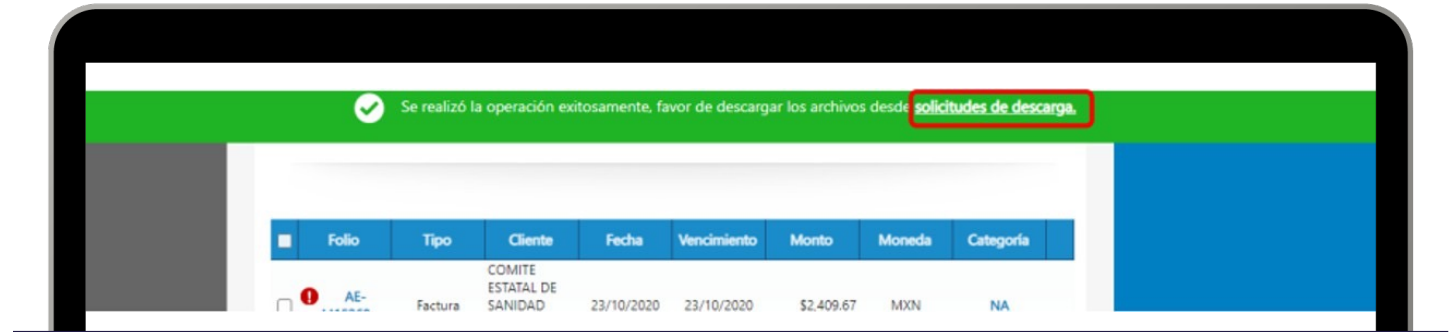 Se realizó la operación exitosamente, favor de descargar los archivos desde solicitudes de descarga.
Folio Tipo Cliente Fecha Vencimiento Monto Moneda Categoría
COMITE
ESTATAL DE
AE- Factura SANIDAD 23/10/2020 23/10/2020 $2,409.67 MXN NA